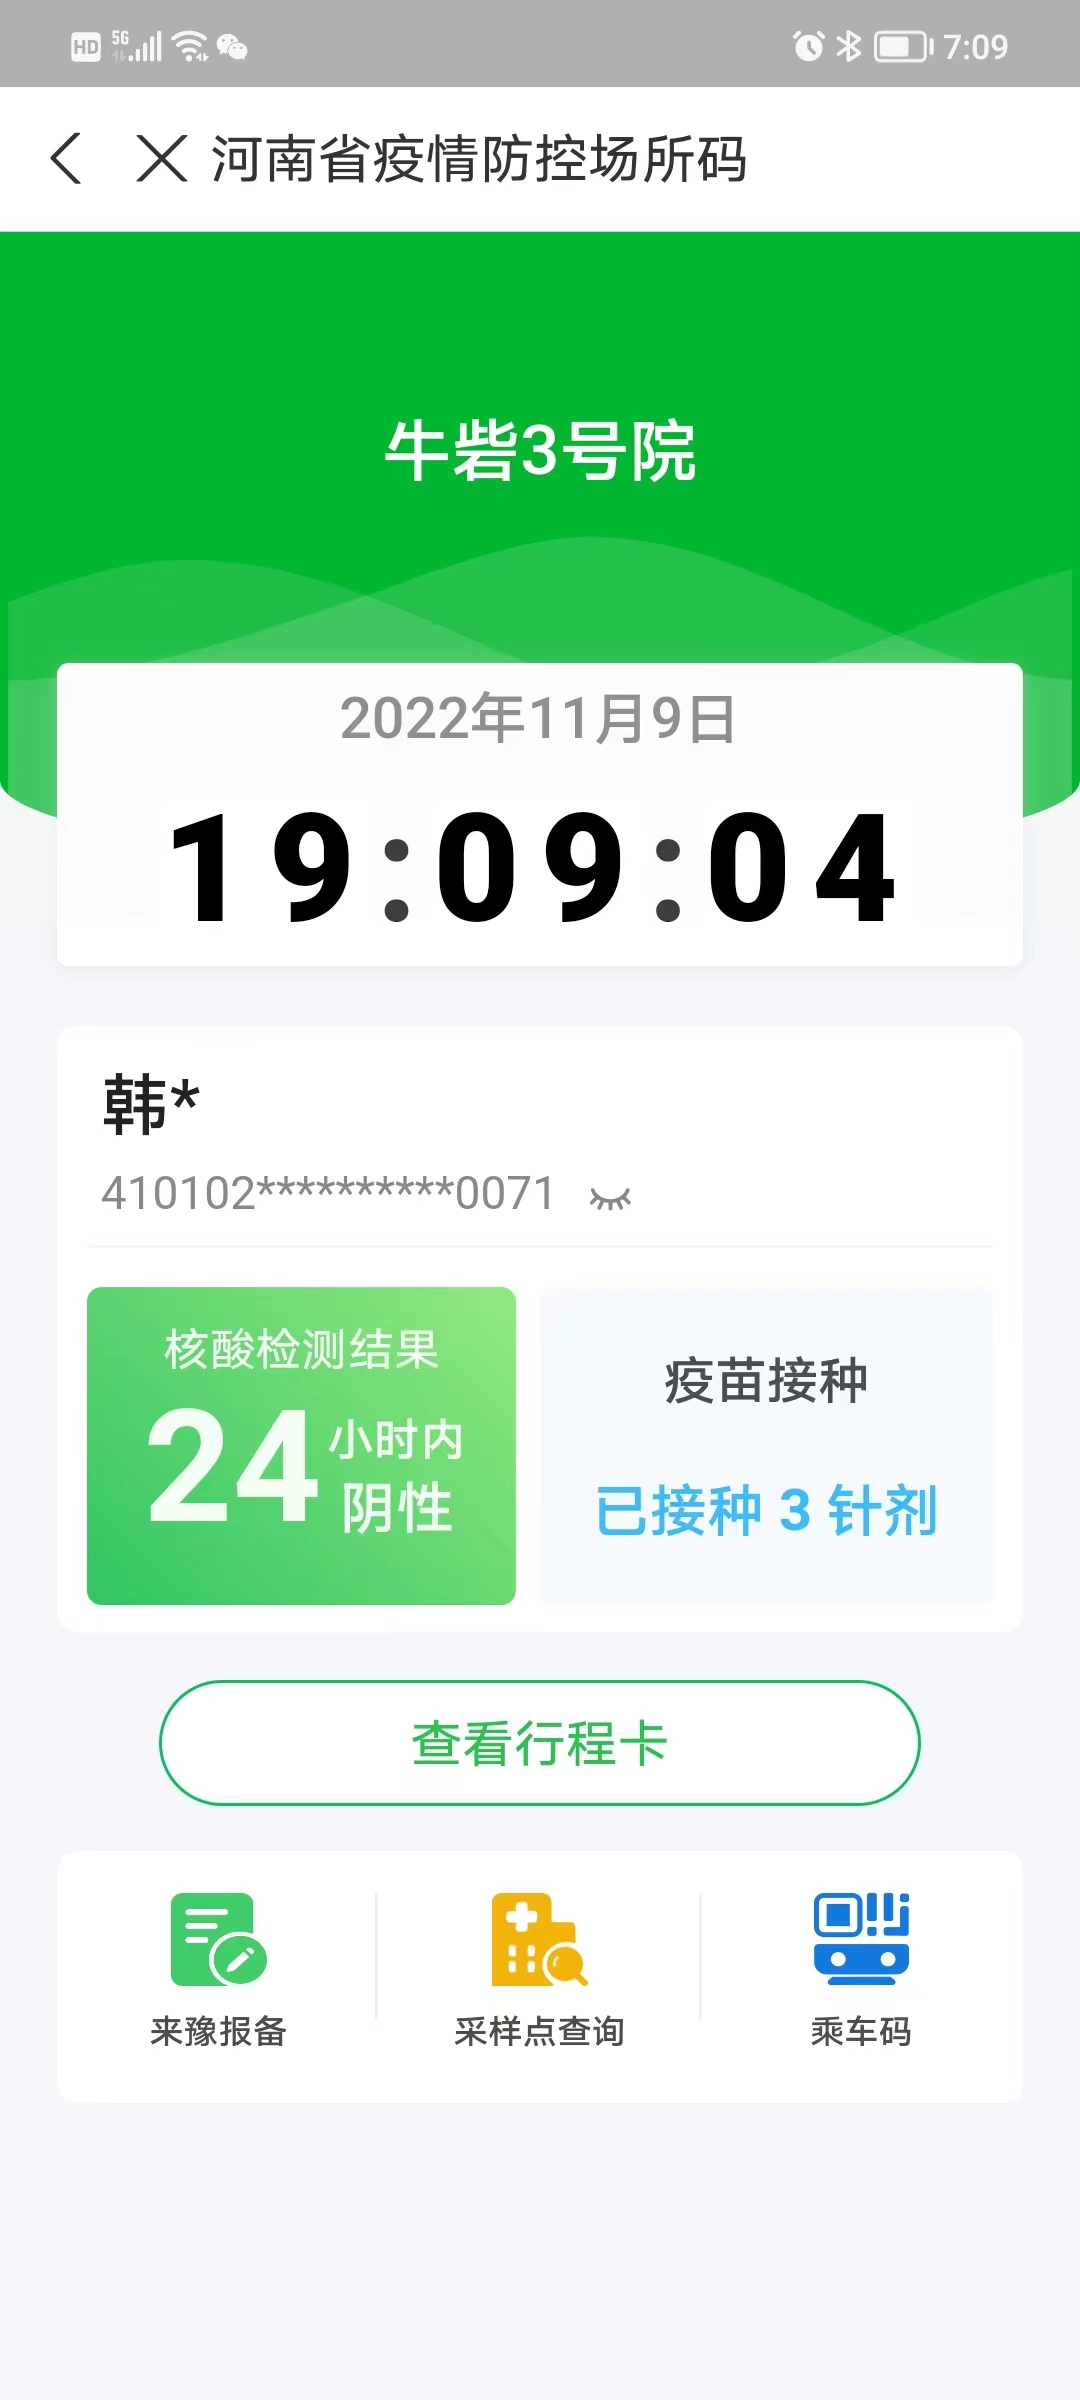 HD 5G 7:09
河南省疫情防控场所码
牛砦3号院
2022年11月9日
19:09:04
韩*
410102**********0071
核酸检测结果
24 小时内
阴性
疫苗接种
已接种 3 针剂
查看行程卡
来豫报备
采样点查询
乘车码